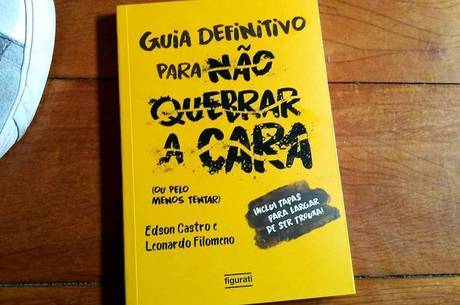 GUIA DEFINITIVO
PARA NÃO
QUEBRAR
A CARA
(OU PELO
MENOS TENTAR)
INCLUI TAPAS
PARA LARGAR
DE SER TROUXA!
Edson Castro e
Leonardo Filomeno
figurati